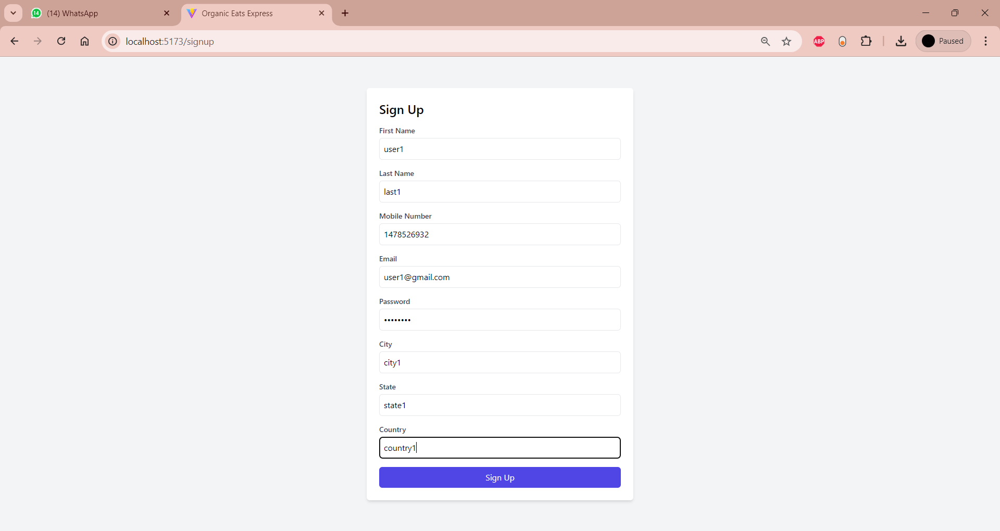 14 (14) WhatsApp
Organic Eats Express
localhost:5173/signup
ABP
Paused
Sign Up
First Name
user1
Last Name
last1
Mobile Number
1478526932
Email
user1@gmail.com
Password
••••••••
City
city1
State
state1
Country
country1
Sign Up